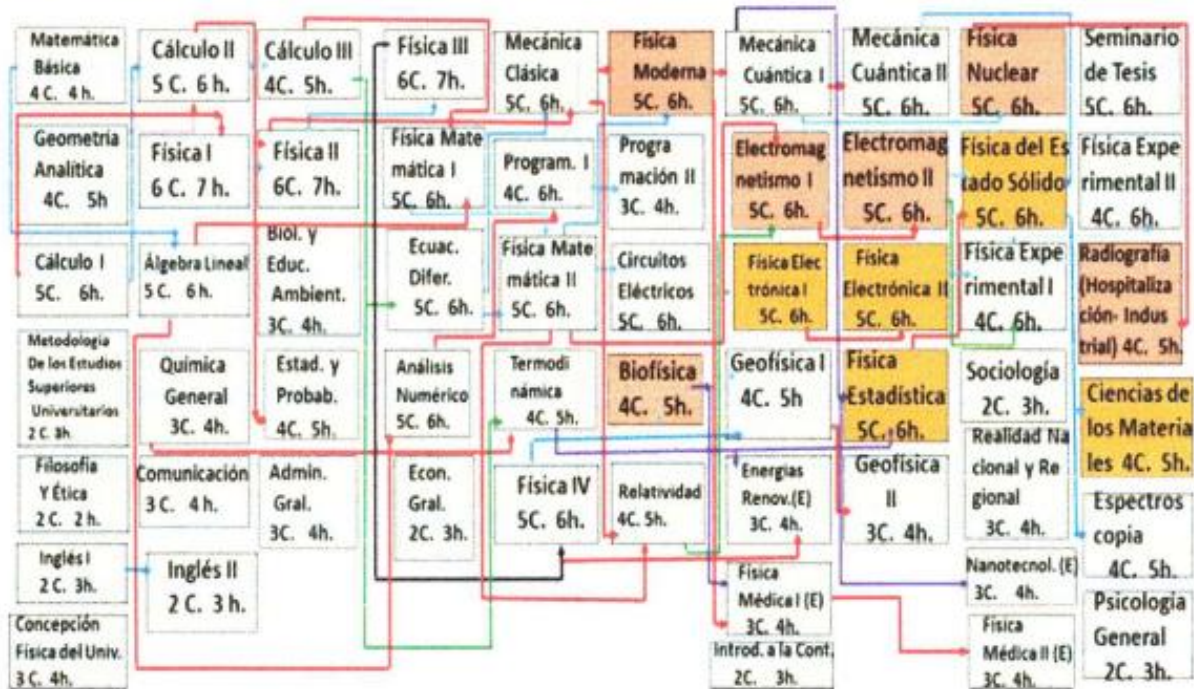 Matemática
Básica
4 C. 4 h.
Geometría
Analítica
4C. 5h
Cálculo I
5C. 6h.
Metodología
De los Estudios
Superiores
Universitarios
2 C. 3h.
Filosofía
Y Ética
2 C. 2 h.
Inglés I
2 C. 3h.
Concepción
Física del Univ.
3 C. 4h.
Cálculo II
5 C. 6 h.
Física I
6 C. 7 h.
Álgebra Lineal
5 C. 6 h.
Química
General
3C. 4h.
Comunicación
3 C. 4 h.
Inglés II
2 C. 3 h.
Cálculo III
4C. 5h.
Física II
6C. 7h.
Biol. y
Educ.
Ambient.
3C. 4h.
Estad. y
Probab.
4C. 5h.
Admin.
Gral.
3C. 4h.
Física III
6C. 7h.
Física Mate
mática I
5C. 6h.
Ecuac.
Difer.
5C. 6h.
Análisis
Numérico
5C. 6h.
Econ.
Gral.
2C. 3h.
Mecánica
Clásica
5C. 6h.
Program. I
4C. 6h.
Física Mate
mática II
5C. 6h.
Termodi
námica
4C. 5h.
Física IV
5C. 6h.
Física
Moderna
5C. 6h.
Progra
mación II
3C. 4h.
Circuitos
Eléctricos
5C. 6h.
Biofísica
4C. 5h.
Relatividad
4C. 5h.
Mecánica
Cuántica I
5C. 6h.
Electromag
netismo I
5C. 6h.
Física Elec
trónica I
5C. 6h.
Geofísica I
4C. 5h
Energías
Renov.(E)
3C. 4h.
Física
Médica I (E)
3C. 4h.
Introd. a la Cont.
2C. 3h.
Mecánica
Cuántica II
5C. 6h.
Electromag
netismo II
5C. 6h.
Física
Electrónica II
5C. 6h.
Física
Estadística
5C. 6h.
Geofísica
II
3C. 4h.
Física
Nuclear
5C. 6h.
Física del Es
tado Sólido
5C. 6h.
Física Expe
rimental I
4C. 6h.
Sociología
2C. 3h.
Realidad Na
cional y Re
gional
3C. 4h.
Nanotecnol. (E)
3C. 4h.
Física
Médica II (E)
3C. 4h.
Seminario
de Tesis
5C. 6h.
Física Expe
rimental II
4C. 6h.
Radiografía
(Hospitaliza
ción- Indus
trial) 4C. 5h.
Ciencias de
los Materia
les 4C. 5h.
Espectros
copia
4C. 5h.
Psicología
General
2C. 3h.